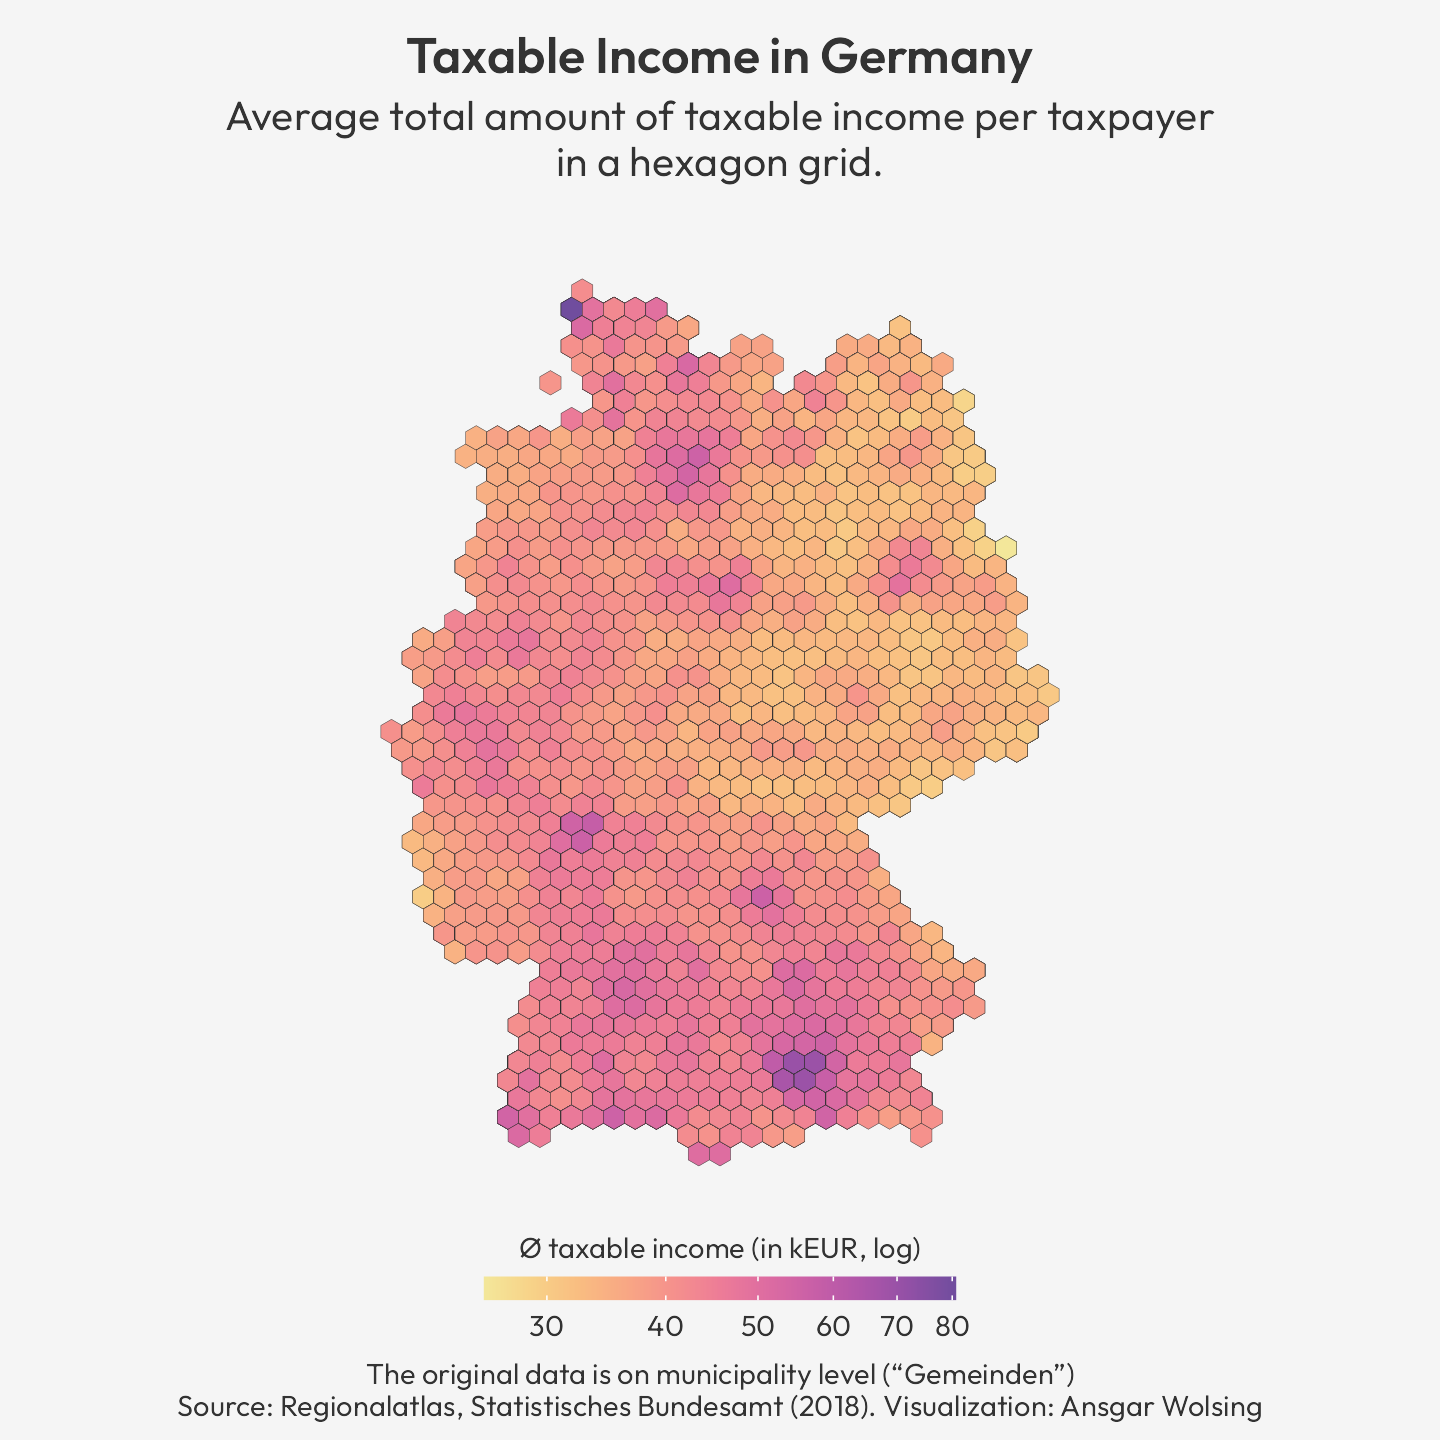 Taxable Income in Germany
Average total amount of taxable income per taxpayer
in a hexagon grid.
Ø taxable income (in kEUR, log)
30 40 50 60 70 80
The original data is on municipality level (“Gemeinden”)
Source: Regionalatlas, Statistisches Bundesamt (2018). Visualization: Ansgar Wolsing